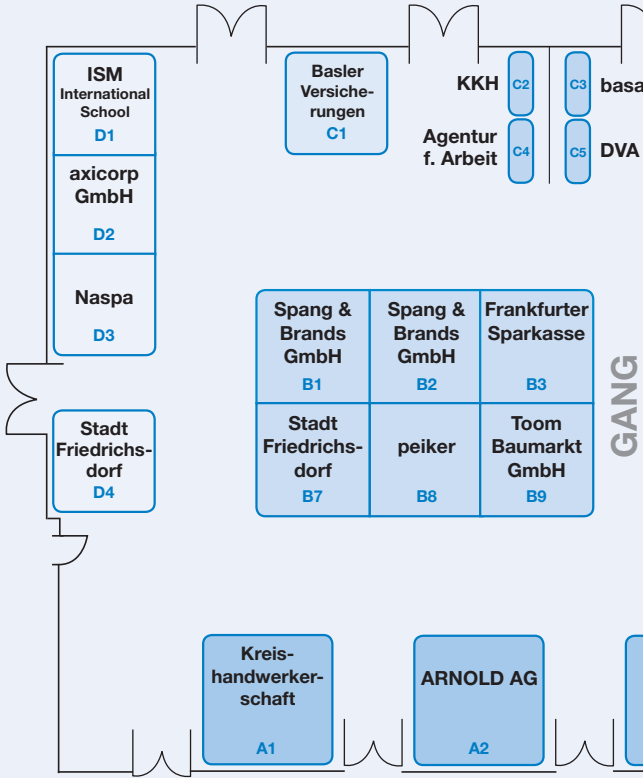 ISM
International
School
D1
axicorp
GmbH
D2
Naspa
D3
Stadt
Friedrichs-
dorf
D4
Basler
Versiche-
rungen
C1
KKH
C2
C3
basa
Agentur
f. Arbeit
C4
C5
DVA
Spang &
Brands
GmbH
B1
Spang &
Brands
GmbH
B2
Frankfurter
Sparkasse
B3
Stadt
Friedrichs-
dorf
B7
peiker
B8
Toom
Baumarkt
GmbH
B9
GANG
Kreis-
handwerker-
schaft
A1
ARNOLD AG
A2